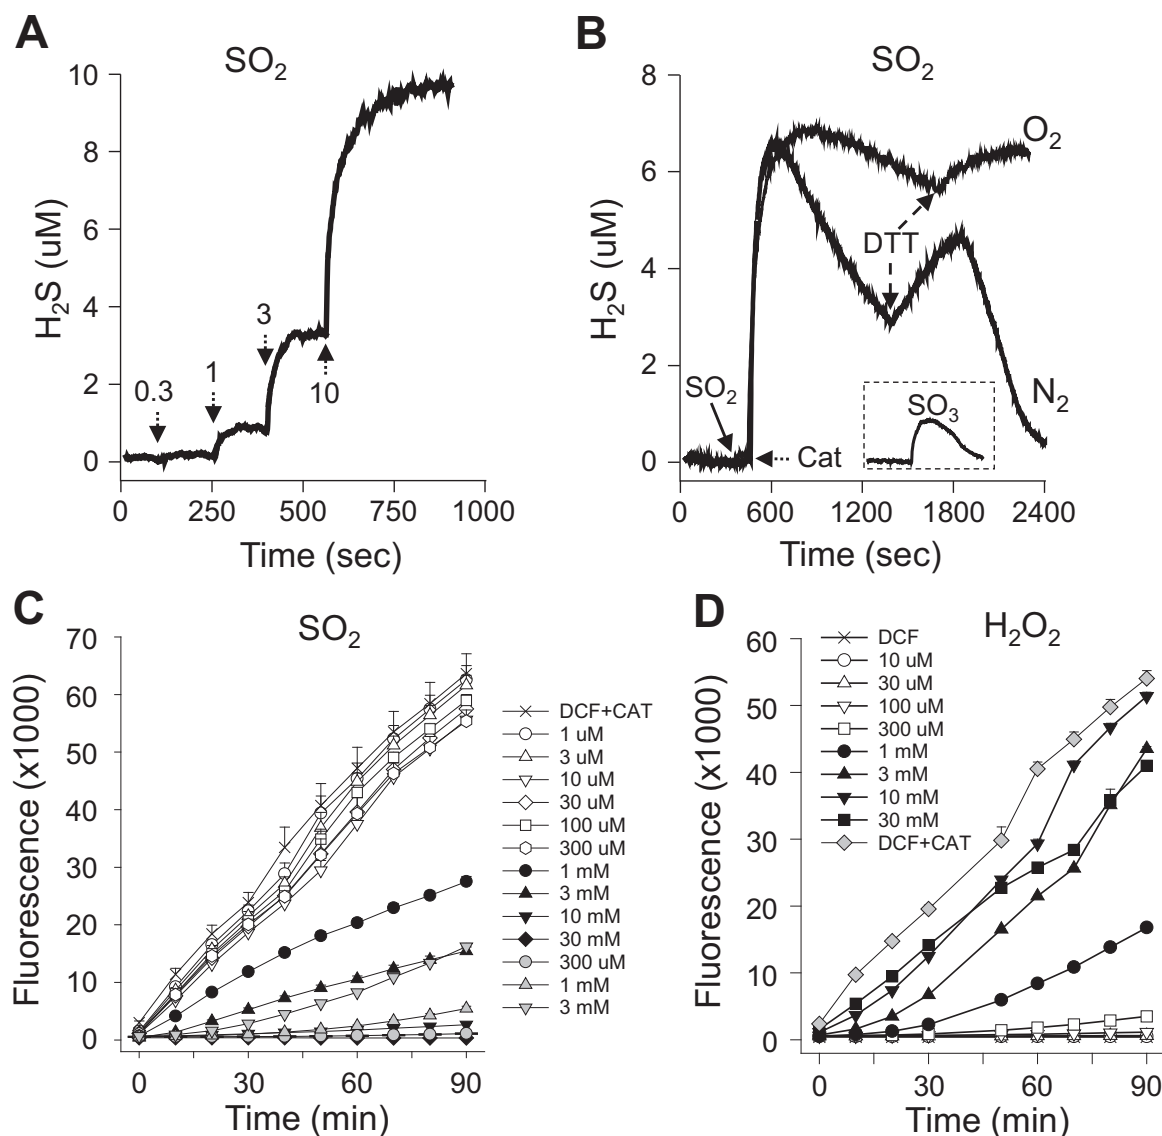 A
SO2
H2S (uM)
10
8
6
4
2
0
0.3
1
3
10
0
250
500
750
1000
Time (sec)
B
SO2
H2S (uM)
8
6
4
2
0
O2
DTT
SO2
SO3
N2
Cat
0
600
1200
1800
2400
Time (sec)
C
SO2
Fluorescence (x1000)
70
60
50
40
30
20
10
0
DCF+CAT
1 uM
3 uM
10 uM
30 uM
100 uM
300 uM
1 mM
3 mM
10 mM
30 mM
300 uM
1 mM
3 mM
0
30
60
90
Time (min)
D
H2O2
Fluorescence (x1000)
60
50
40
30
20
10
0
DCF
10 uM
30 uM
100 uM
300 uM
1 mM
3 mM
10 mM
30 mM
DCF+CAT
0
30
60
90
Time (min)